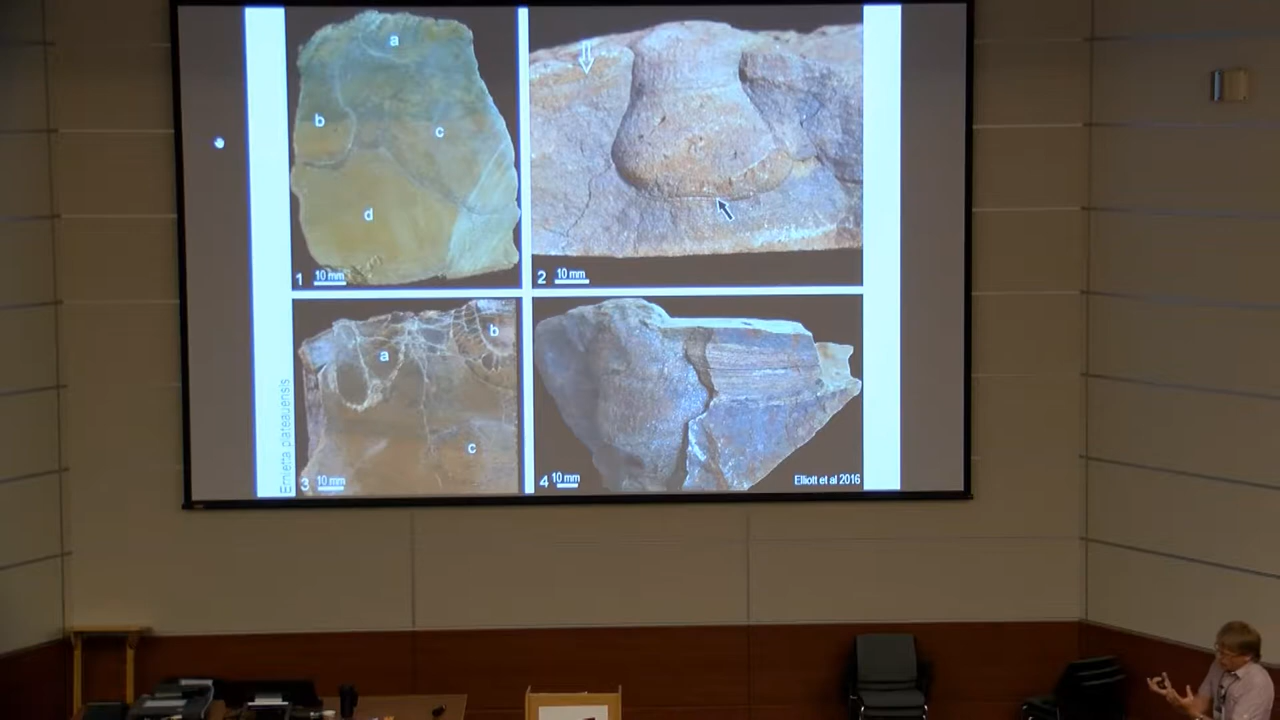 a
b
c
d
1 10 mm
2 10 mm
a
b
c
3 10 mm
4 10 mm
Elliott et al 2016
Ernietta plateauensis